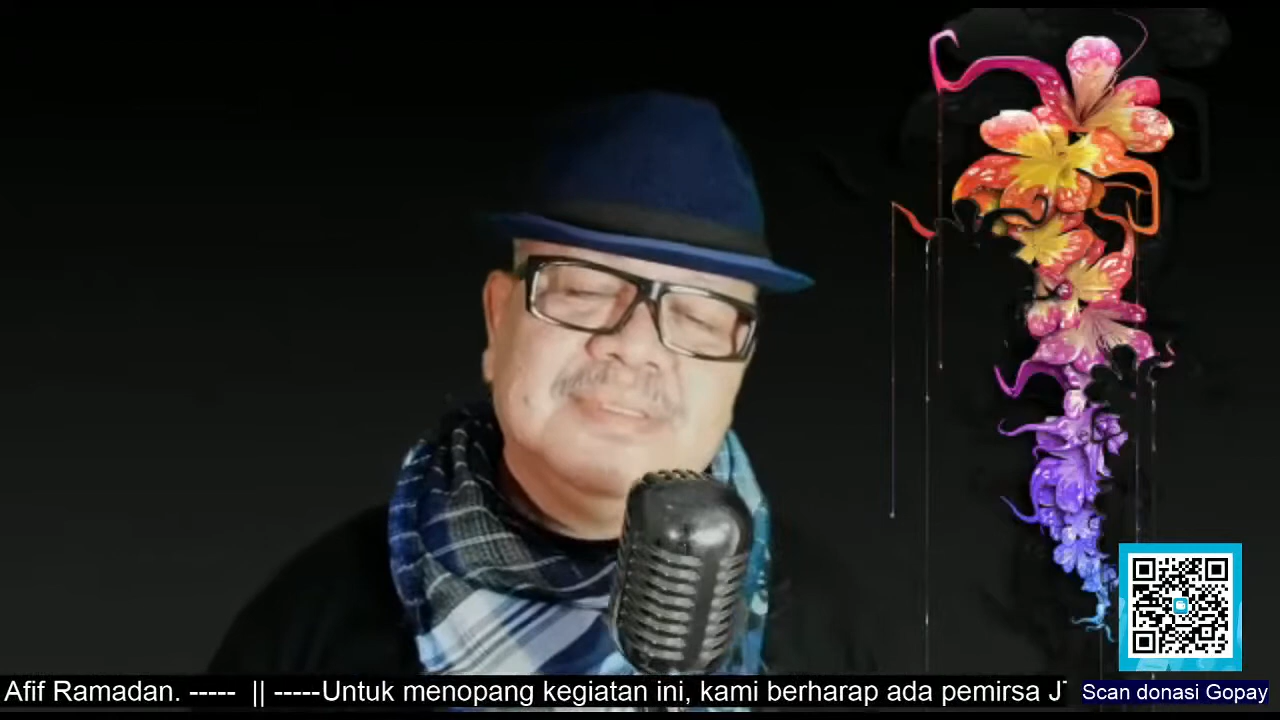 Afif Ramadan. ----- || -----Untuk menopang kegiatan ini, kami berharap ada pemirsa
Scan donasi Gopay